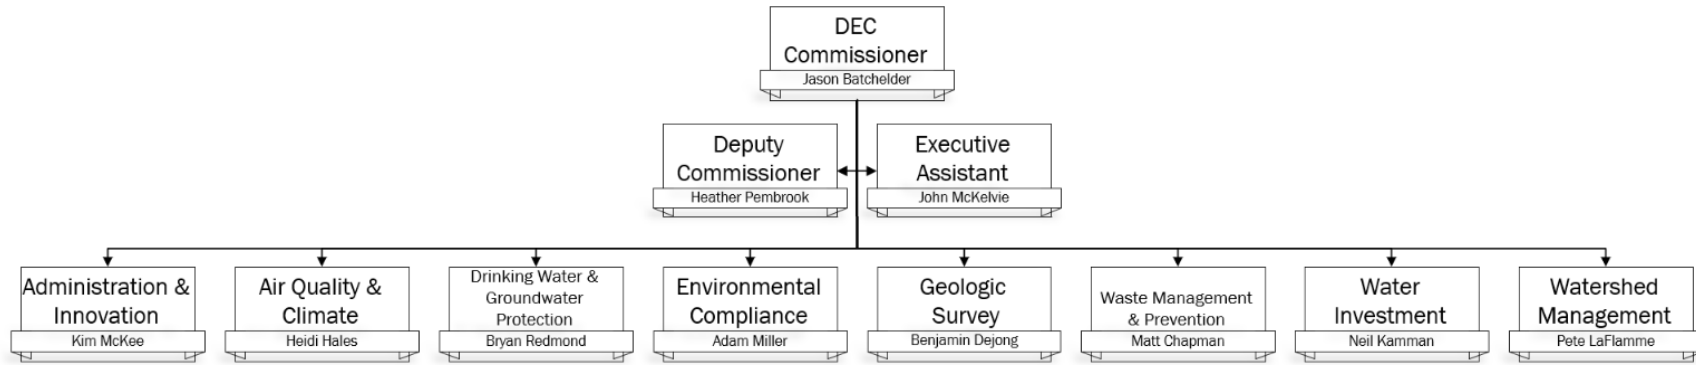 DEC
Commissioner
Jason Batchelder
Deputy
Commissioner
Heather Pembrook
Executive
Assistant
John McKelvie
Administration &
Innovation
Kim McKee
Air Quality &
Climate
Heidi Hales
Drinking Water &
Groundwater
Protection
Bryan Redmond
Environmental
Compliance
Adam Miller
Geologic
Survey
Benjamin Dejong
Waste Management
& Prevention
Matt Chapman
Water
Investment
Neil Kamman
Watershed
Management
Pete LaFlamme